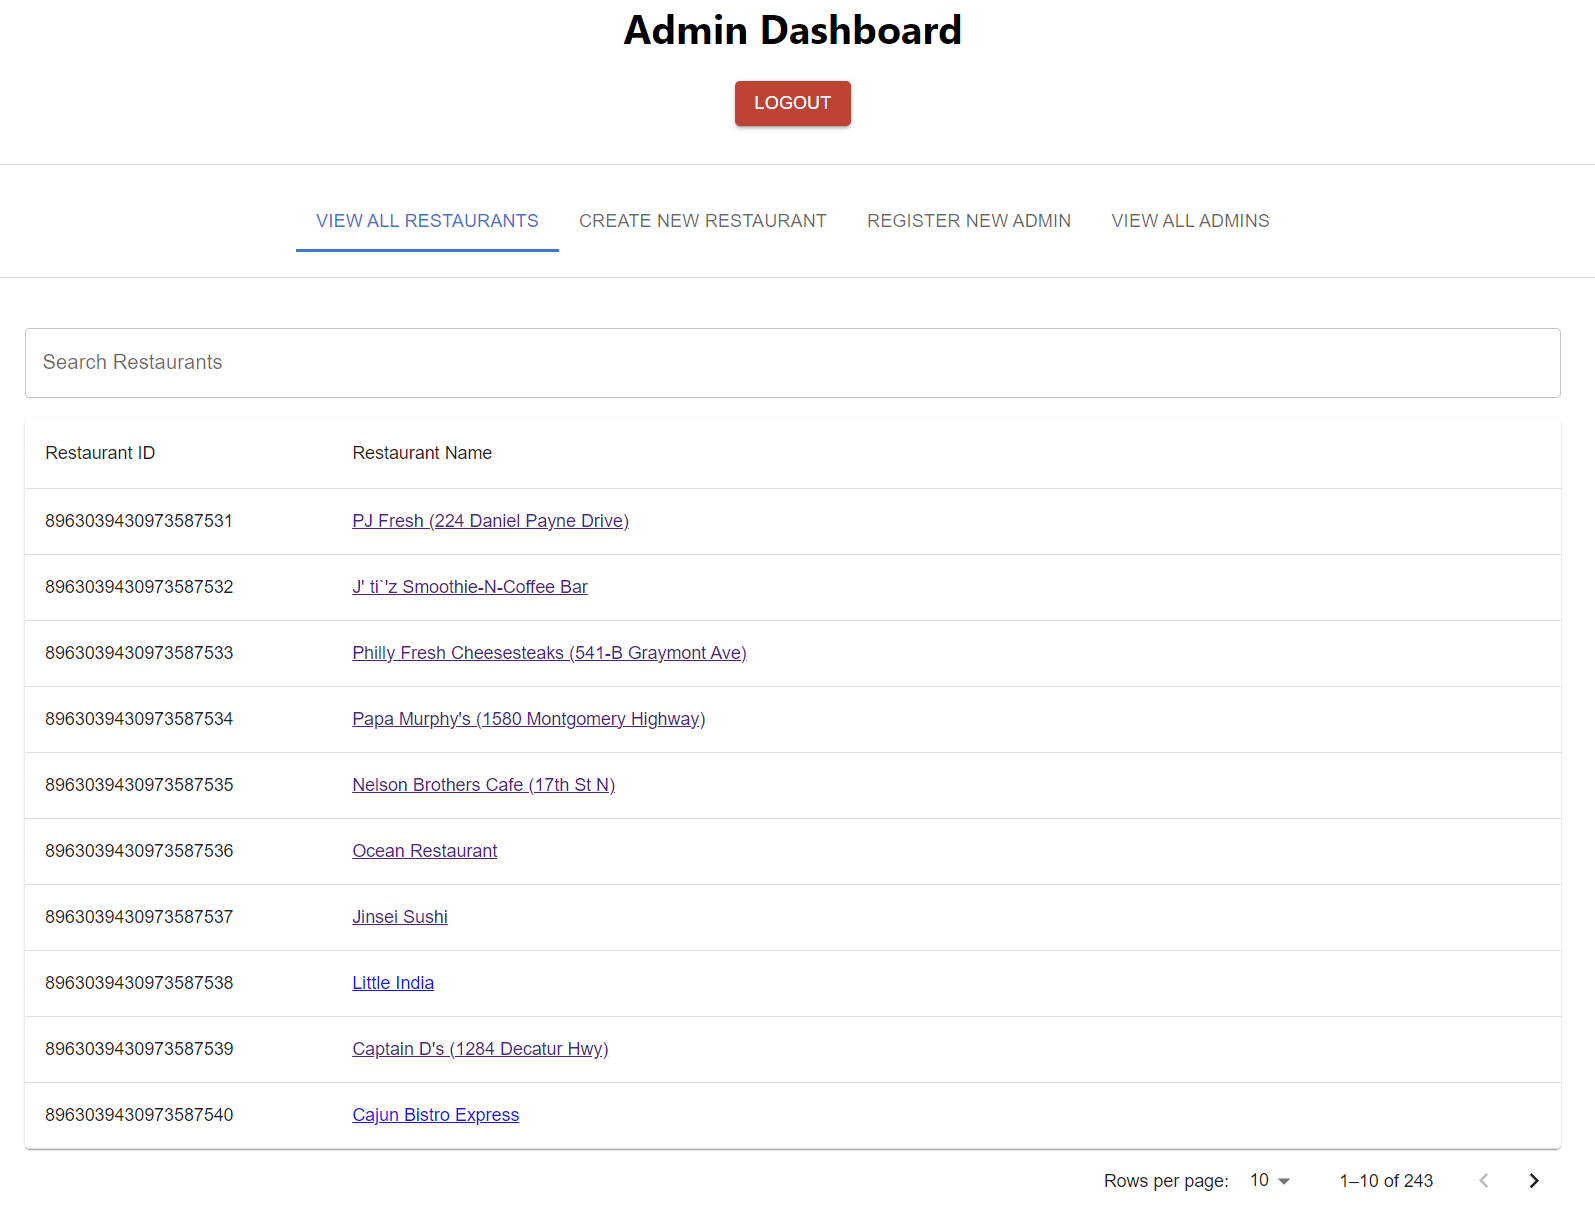 Admin Dashboard
LOGOUT
VIEW ALL RESTAURANTS CREATE NEW RESTAURANT REGISTER NEW ADMIN VIEW ALL ADMINS
Search Restaurants
Restaurant ID Restaurant Name
8963039430973587531 PJ Fresh (224 Daniel Payne Drive)
8963039430973587532 J' ti`'z Smoothie-N-Coffee Bar
8963039430973587533 Philly Fresh Cheesesteaks (541-B Graymont Ave)
8963039430973587534 Papa Murphy's (1580 Montgomery Highway)
8963039430973587535 Nelson Brothers Cafe (17th St N)
8963039430973587536 Ocean Restaurant
8963039430973587537 Jinsei Sushi
8963039430973587538 Little India
8963039430973587539 Captain D's (1284 Decatur Hwy)
8963039430973587540 Cajun Bistro Express
Rows per page: 10 1–10 of 243